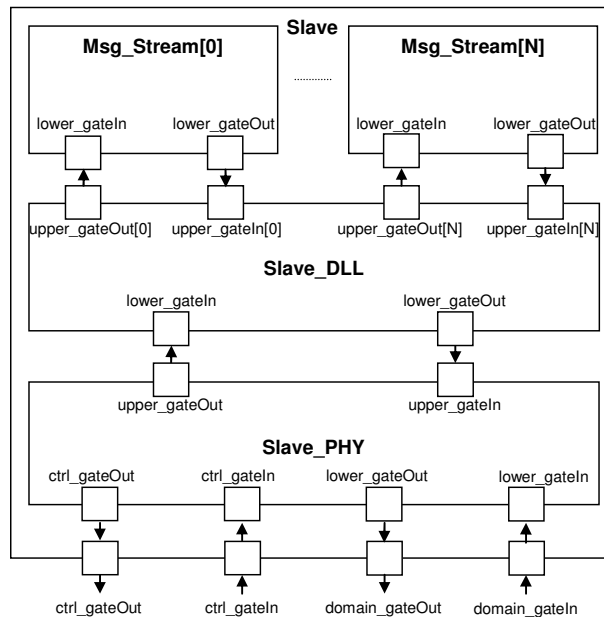 Slave
Msg_Stream[0] Msg_Stream[N]
.............
lower_gateIn lower_gateOut lower_gateIn lower_gateOut
upper_gateOut[0] upper_gateIn[0] upper_gateOut[N] upper_gateIn[N]
Slave_DLL
lower_gateIn lower_gateOut
upper_gateOut upper_gateIn
Slave_PHY
ctrl_gateOut ctrl_gateIn lower_gateOut lower_gateIn
ctrl_gateOut ctrl_gateIn domain_gateOut domain_gateIn